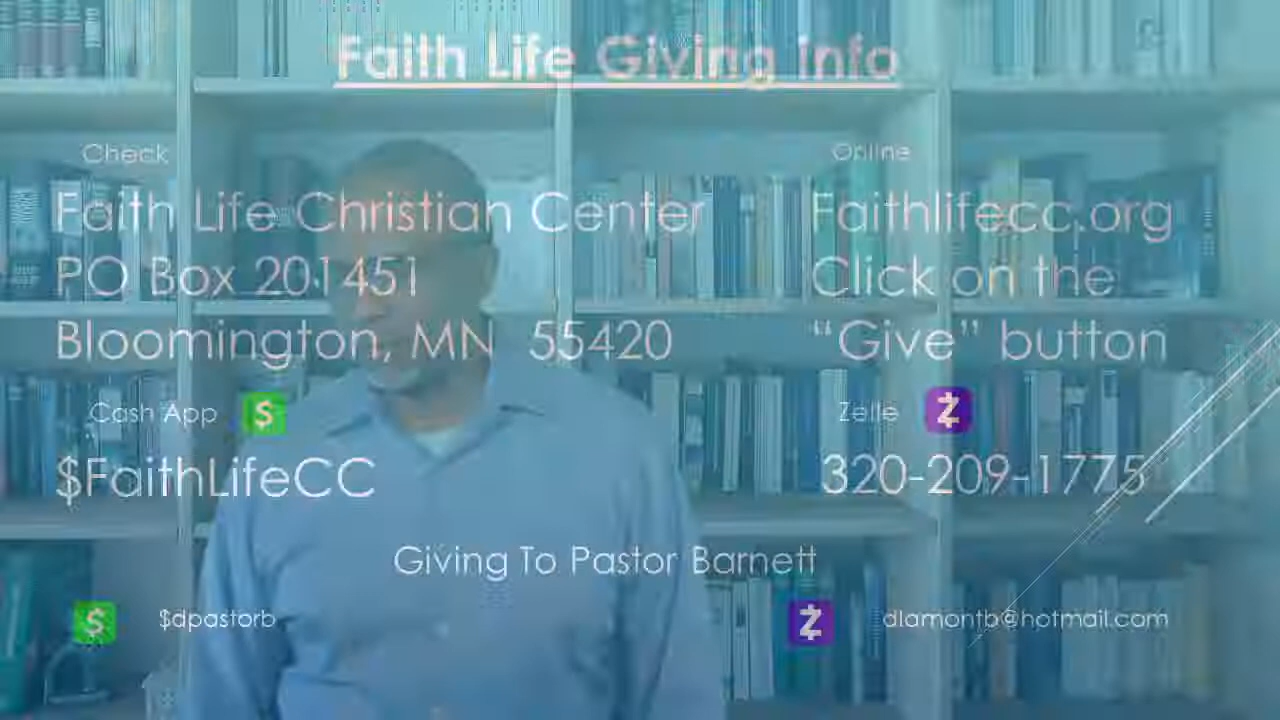 Faith Life Giving Info
Check
Faith Life Christian Center
PO Box 201451
Bloomington, MN 55420
Online
Faithlifecc.org
Click on the
“Give” button
Cash App
$FaithLifeCC
Zelle
320-209-1775
Giving To Pastor Barnett
$dpastorb
dlamontb@hotmail.com